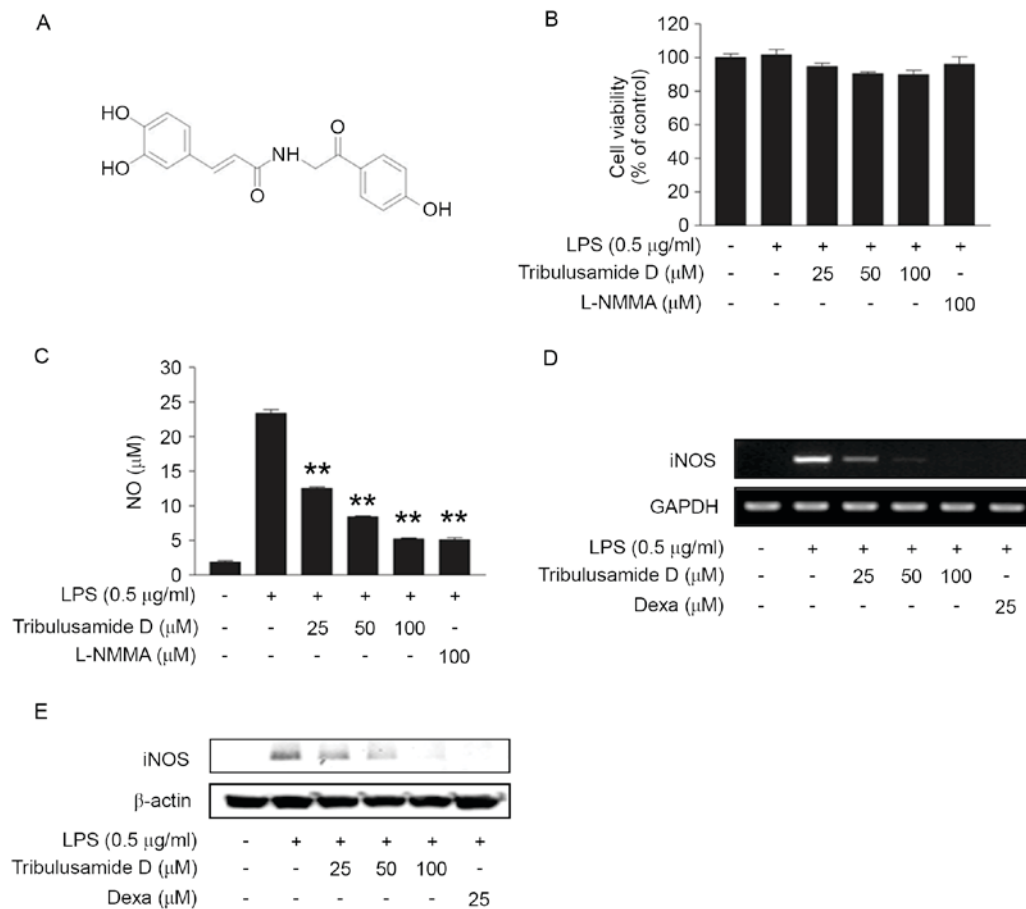 A
HO
HO
NH
O
O
OH
B
Cell viability
(% of control)
120
100
80
60
40
20
0
LPS (0.5 μg/ml) - + + + + +
Tribulusamide D (μM) - - 25 50 100 -
L-NMMA (μM) - - - - - 100
C
NO (μM)
30
25
20
15
10
5
0
** ** ** **
LPS (0.5 μg/ml) - + + + + +
Tribulusamide D (μM) - - 25 50 100 -
L-NMMA (μM) - - - - - 100
D
iNOS
GAPDH
LPS (0.5 μg/ml) - + + + + +
Tribulusamide D (μM) - - 25 50 100 -
Dexa (μM) - - - - - 25
E
iNOS
β-actin
LPS (0.5 μg/ml) - + + + + +
Tribulusamide D (μM) - - 25 50 100 -
Dexa (μM) - - - - - 25